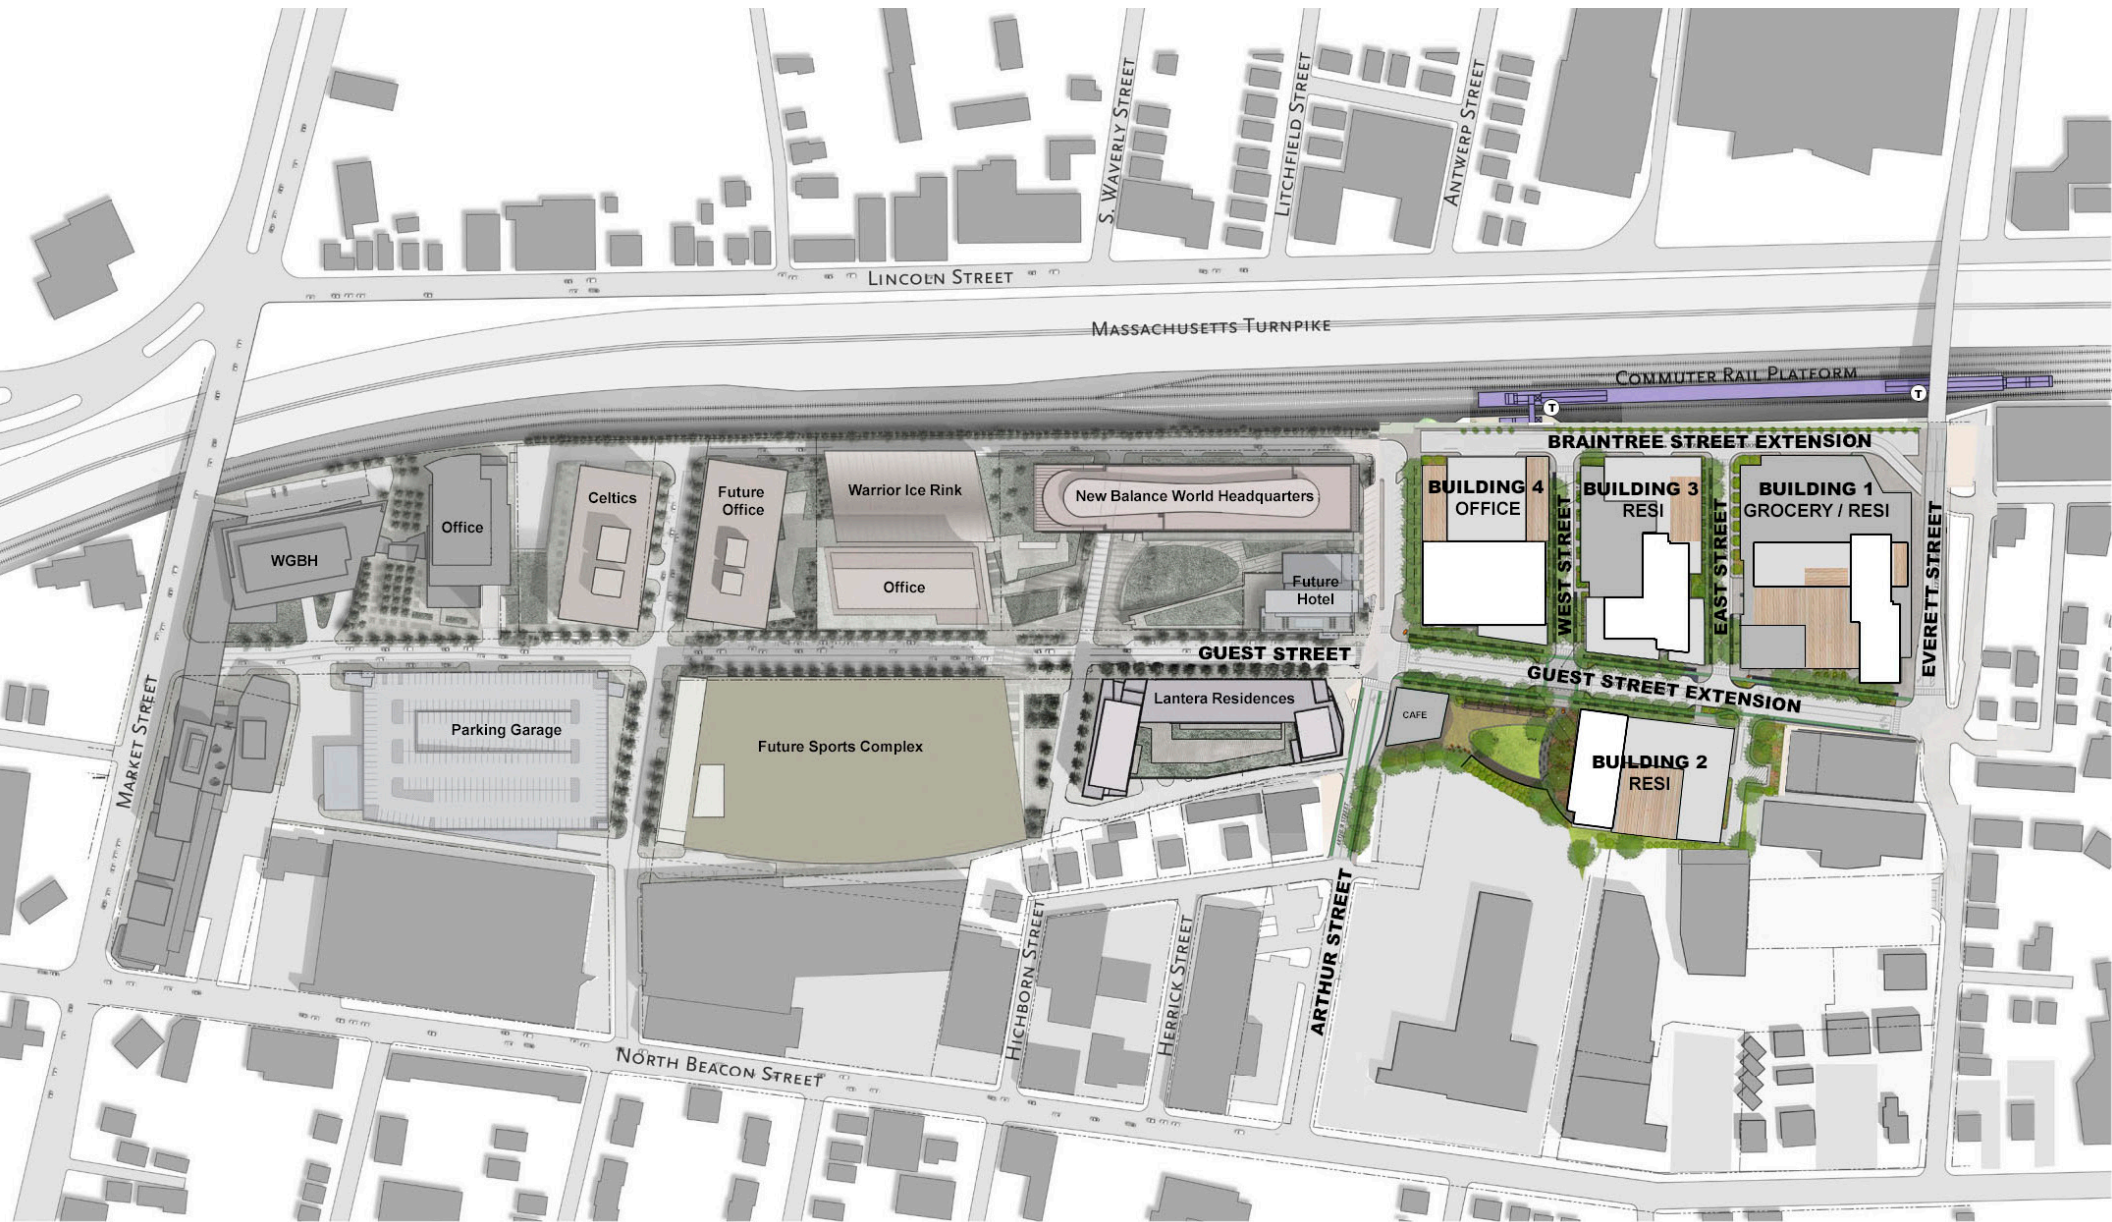 S. WAVERLY STREET
LITCHFIELD STREET
ANTWERP STREET
LINCOLN STREET
MASSACHUSETTS TURNPIKE
COMMUTER RAIL PLATFORM
T
T
BRAINTREE STREET EXTENSION
WGBH
Office
Celtics
Future
Office
Warrior Ice Rink
Office
New Balance World Headquarters
Future
Hotel
BUILDING 4
OFFICE
WEST STREET
BUILDING 3
RESI
EAST STREET
BUILDING 1
GROCERY / RESI
EVERETT STREET
GUEST STREET
GUEST STREET EXTENSION
MARKET STREET
Parking Garage
Future Sports Complex
Lantera Residences
CAFE
BUILDING 2
RESI
HICHBORN STREET
HERRICK STREET
ARTHUR STREET
NORTH BEACON STREET